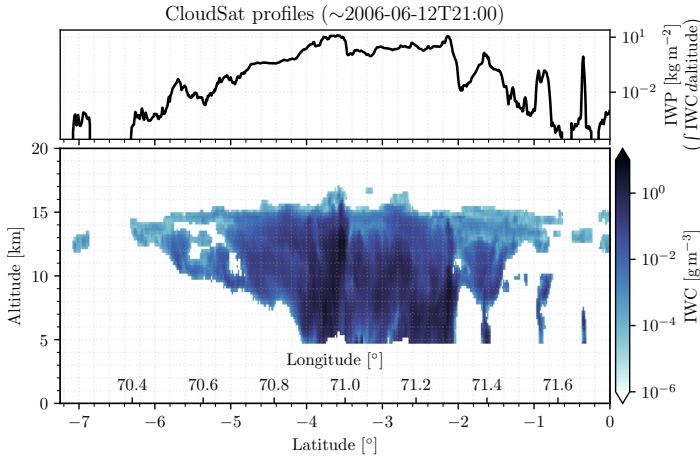 CloudSat profiles (∼2006-06-12T21:00)
10¹
10⁻²
IWP [kg m⁻²]
(∫ IWC daltitude)
20
15
10
5
0
Altitude [km]
Longitude [°]
70.4 70.6 70.8 71.0 71.2 71.4 71.6
−7 −6 −5 −4 −3 −2 −1 0
Latitude [°]
10⁰
10⁻²
10⁻⁴
10⁻⁶
IWC [g m⁻³]